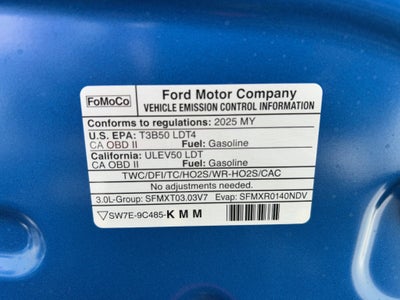 FoMoCo
Ford Motor Company
VEHICLE EMISSION CONTROL INFORMATION
Conforms to regulations: 2025 MY
U.S. EPA: T3B50 LDT4
CA OBD II Fuel: Gasoline
California: ULEV50 LDT
CA OBD II Fuel: Gasoline
TWC/DFI/TC/HO2S/WR-HO2S/CAC
No adjustments needed.
3.0L-Group: SFMXT03.03V7 Evap: SFMXR0140NDV
SW7E-9C485-KMM